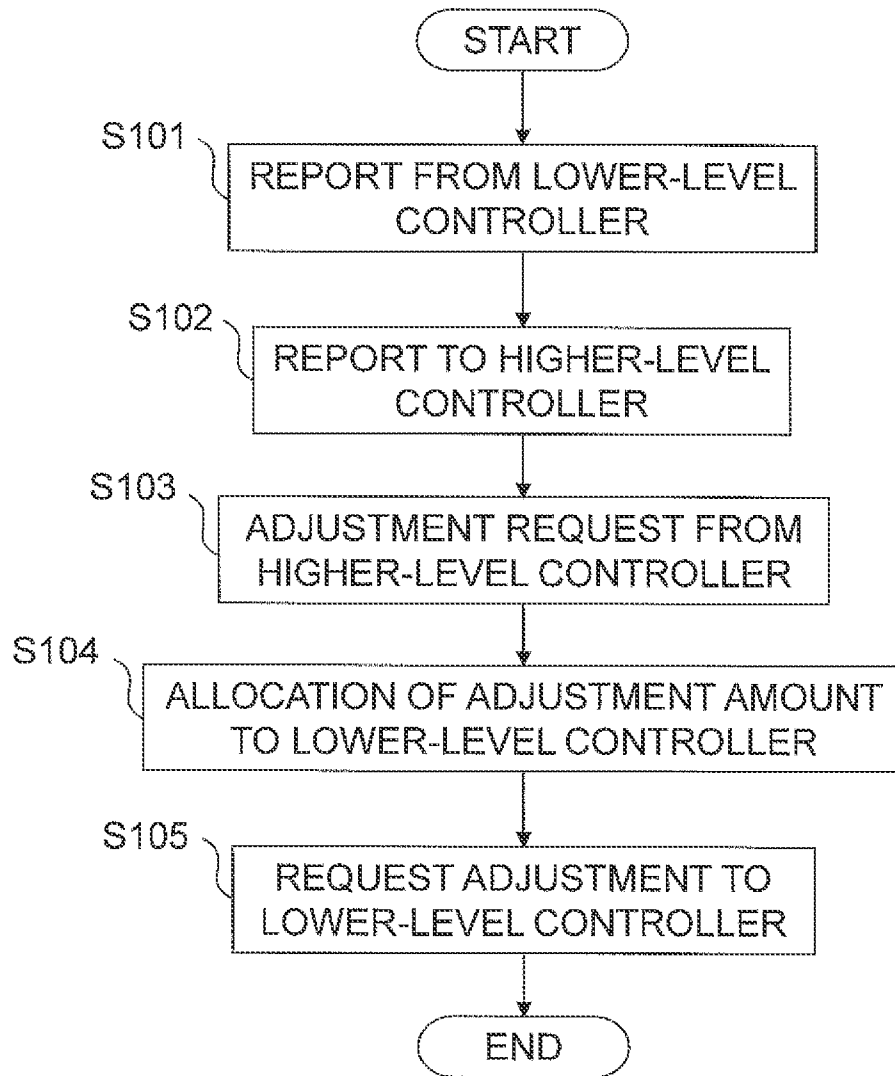 START
S101
REPORT FROM LOWER-LEVEL
CONTROLLER
S102
REPORT TO HIGHER-LEVEL
CONTROLLER
S103
ADJUSTMENT REQUEST FROM
HIGHER-LEVEL CONTROLLER
S104
ALLOCATION OF ADJUSTMENT AMOUNT
TO LOWER-LEVEL CONTROLLER
S105
REQUEST ADJUSTMENT TO
LOWER-LEVEL CONTROLLER
END